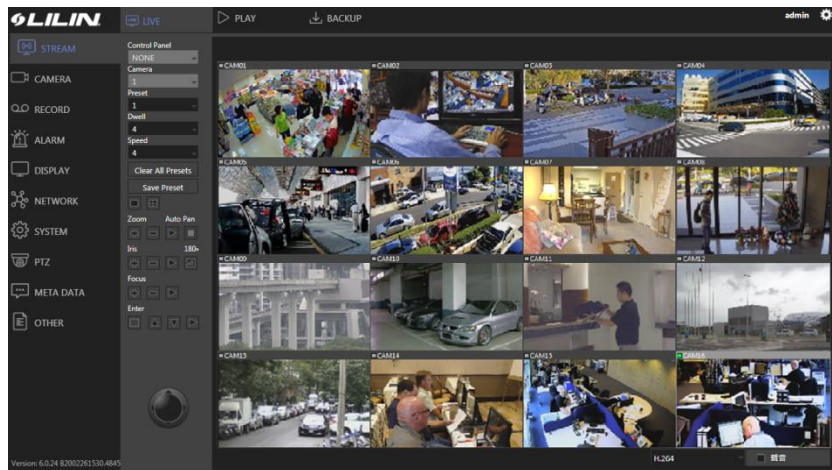 LILIN
LIVE
PLAY
BACKUP
admin
STREAM
CAMERA
RECORD
ALARM
DISPLAY
NETWORK
SYSTEM
PTZ
META DATA
OTHER
Version: 6.0.24 B2002261530.4845
Control Panel
NONE
Camera
1
Preset
1
Dwell
4
Speed
4
Clear All Presets
Save Preset
Zoom Auto Pan
Iris 180°
Focus
Enter
CAM01 CAM02 CAM03 CAM04
CAM05 CAM06 CAM07 CAM08
CAM09 CAM10 CAM11 CAM12
CAM13 CAM14 CAM15 CAM16
H.264